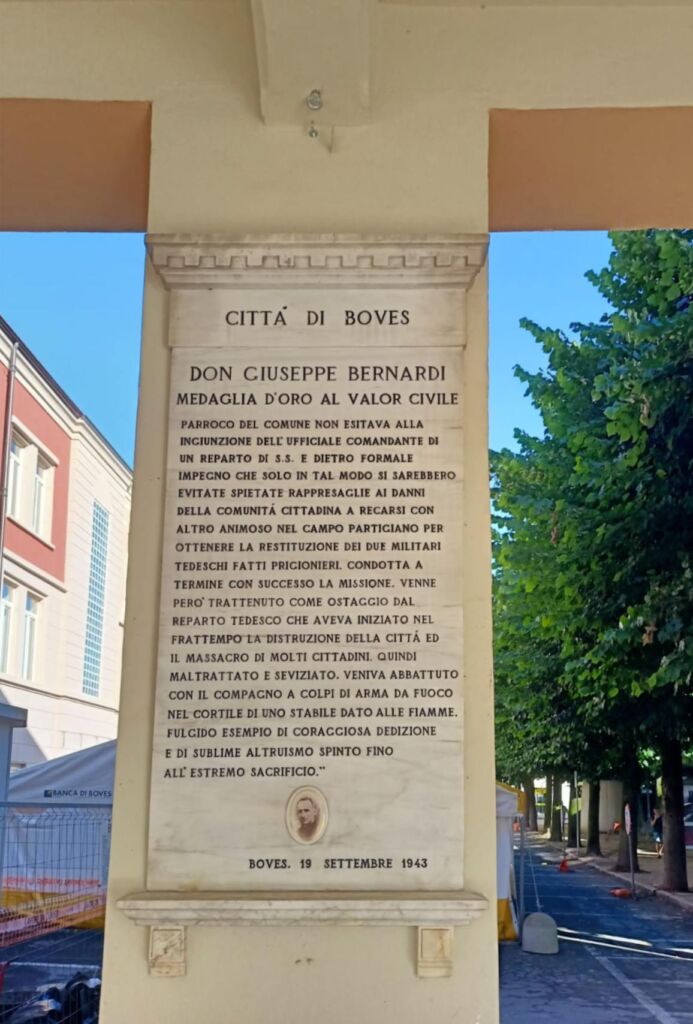 CITTÁ DI BOVES
DON GIUSEPPE BERNARDI
MEDAGLIA D'ORO AL VALOR CIVILE
PARROCO DEL COMUNE NON ESITAVA ALLA
INGIUNZIONE DELL'UFFICIALE COMANDANTE DI
UN REPARTO DI S.S. E DIETRO FORMALE
IMPEGNO CHE SOLO IN TAL MODO SI SAREBBERO
EVITATE SPIETATE RAPPRESAGLIE AI DANNI
DELLA COMUNITÁ CITTADINA A RECARSI CON
ALTRO ANIMOSO NEL CAMPO PARTIGIANO PER
OTTENERE LA RESTITUZIONE DEI DUE MILITARI
TEDESCHI FATTI PRIGIONIERI. CONDOTTA A
TERMINE CON SUCCESSO LA MISSIONE. VENNE
PERO' TRATTENUTO COME OSTAGGIO DAL
REPARTO TEDESCO CHE AVEVA INIZIATO NEL
FRATTEMPO LA DISTRUZIONE DELLA CITTÁ ED
IL MASSACRO DI MOLTI CITTADINI. QUINDI
MALTRATTATO E SEVIZIATO. VENIVA ABBATTUTO
CON IL COMPAGNO A COLPI DI ARMA DA FUOCO
NEL CORTILE DI UNO STABILE DATO ALLE FIAMME.
FULGIDO ESEMPIO DI CORAGGIOSA DEDIZIONE
E DI SUBLIME ALTRUISMO SPINTO FINO
ALL'ESTREMO SACRIFICIO."
BOVES. 19 SETTEMBRE 1943
BANCA DI BOVES